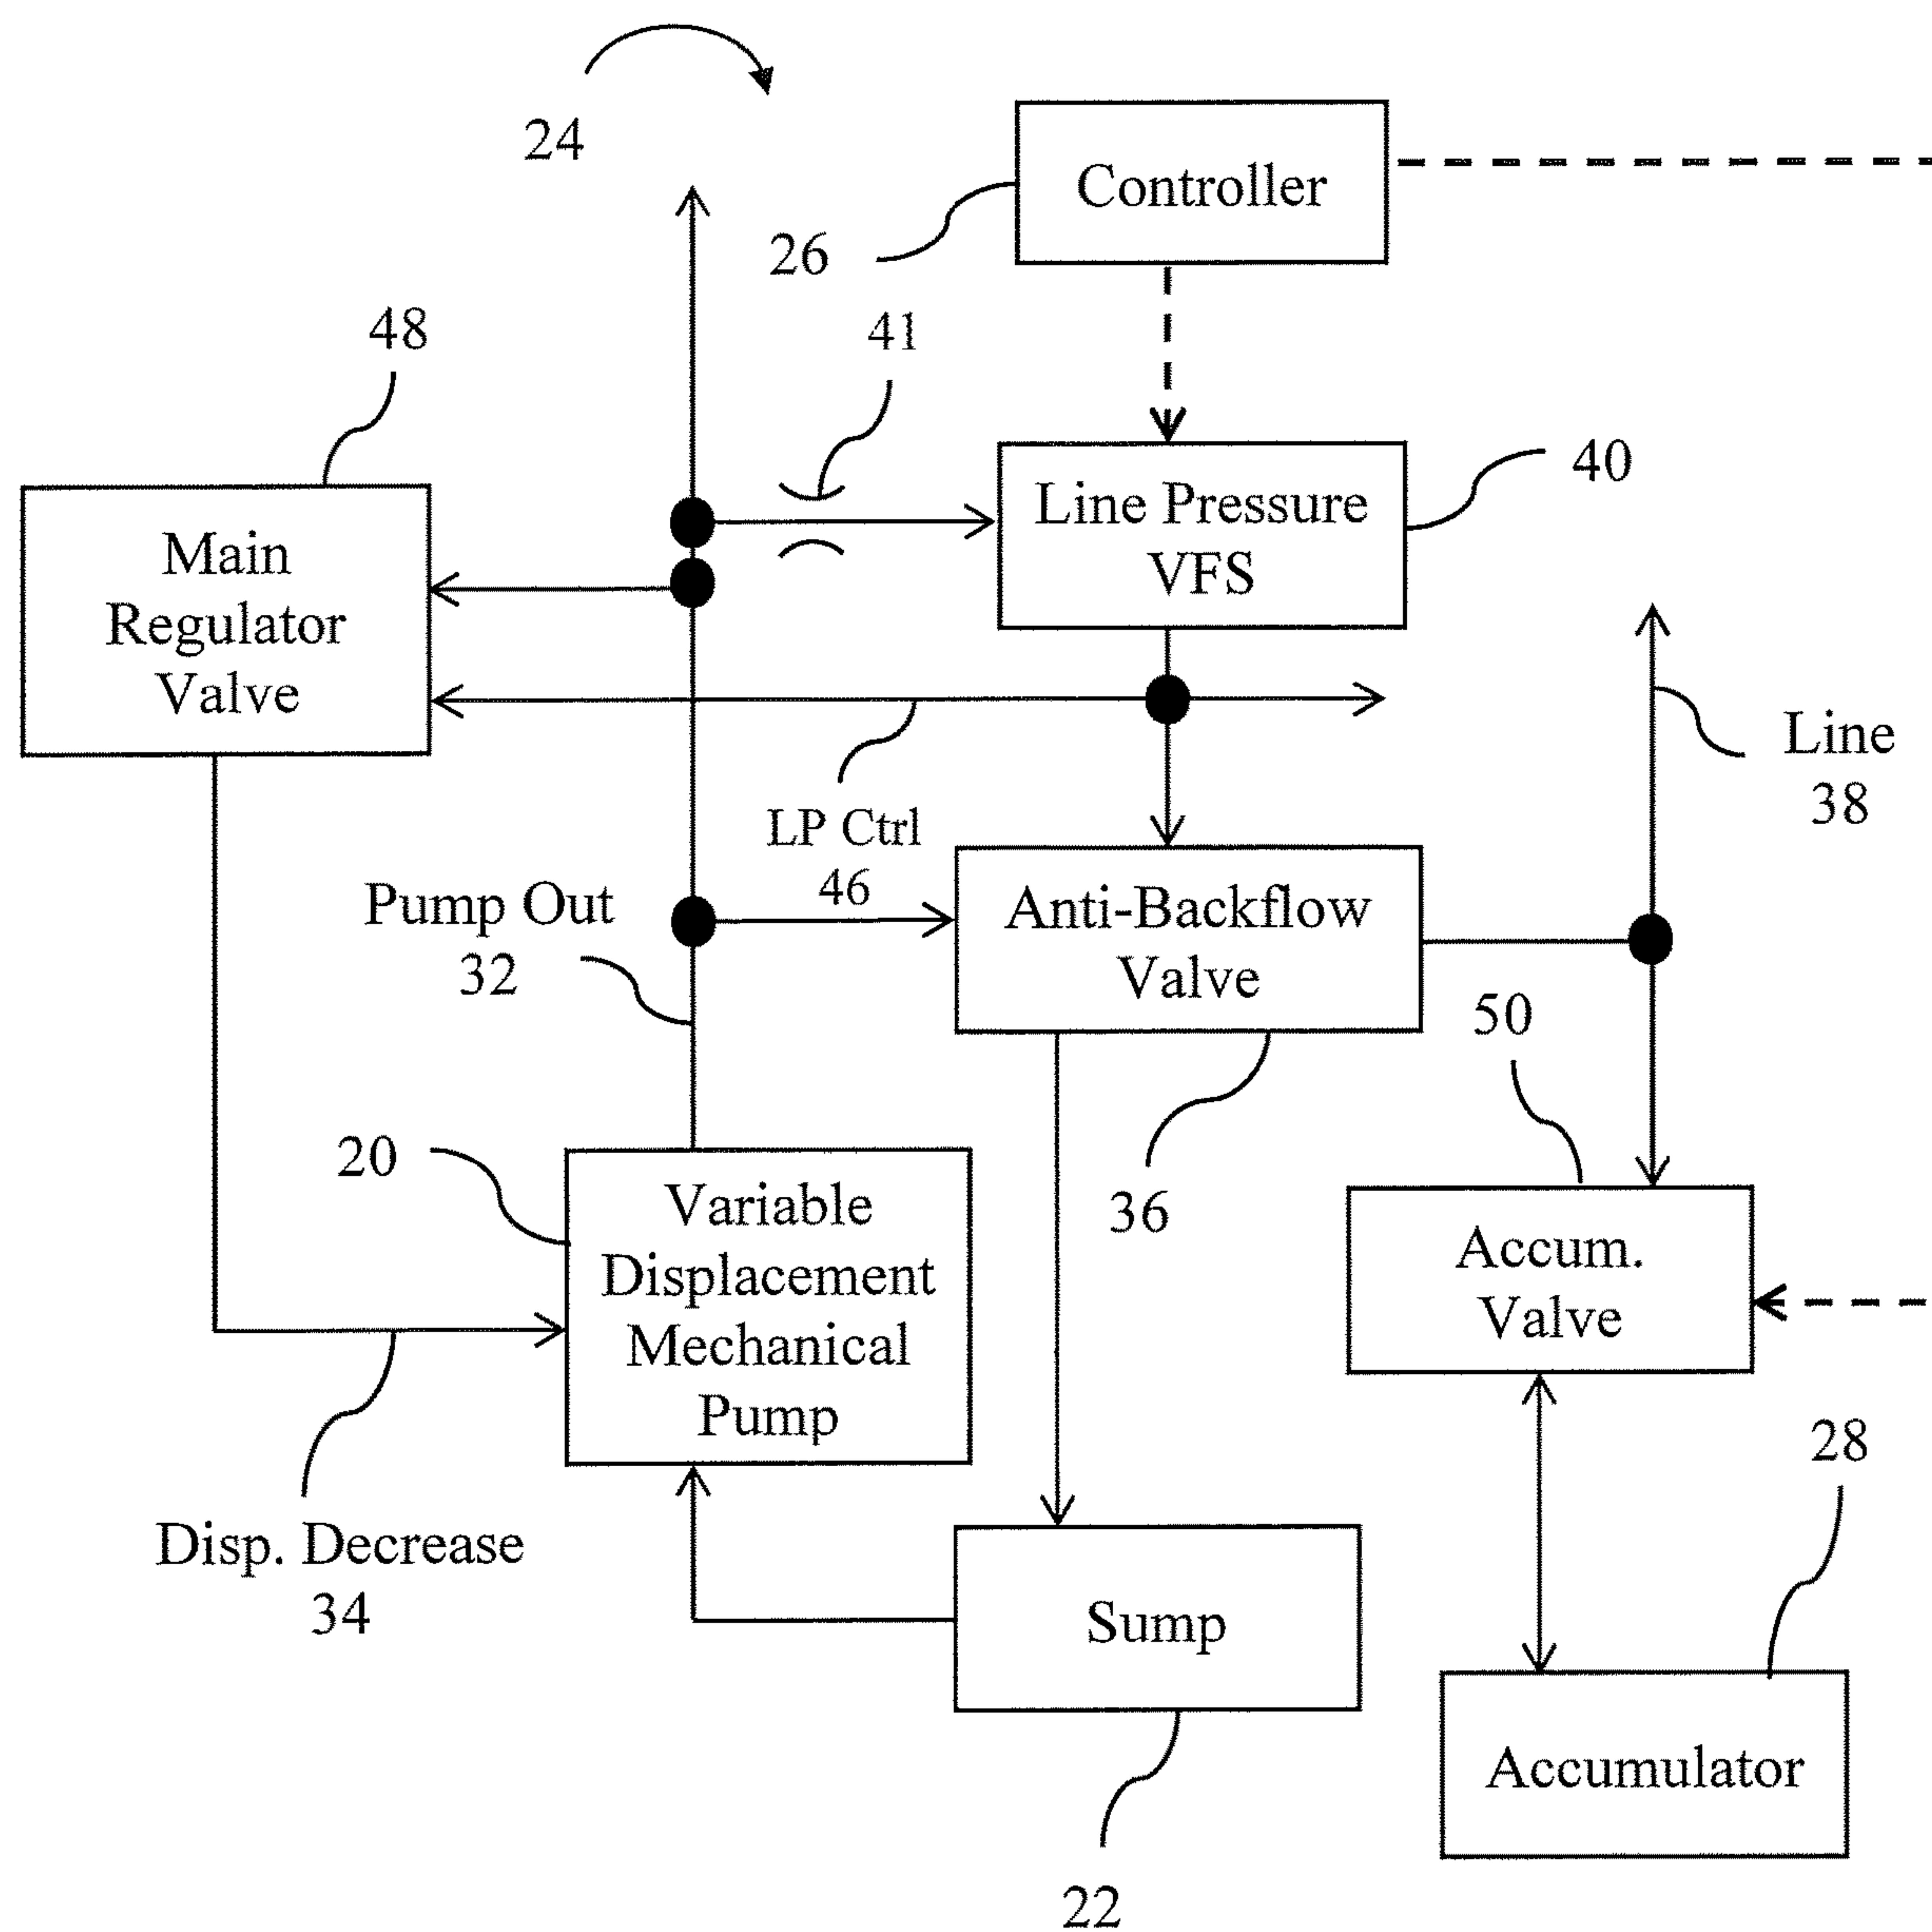 24
Controller
26
48
41
40
Line Pressure
VFS
Main
Regulator
Valve
Line
38
LP Ctrl
46
Pump Out
32
Anti-Backflow
Valve
50
20
36
Variable
Displacement
Mechanical
Pump
Accum.
Valve
28
Disp. Decrease
34
Sump
Accumulator
22